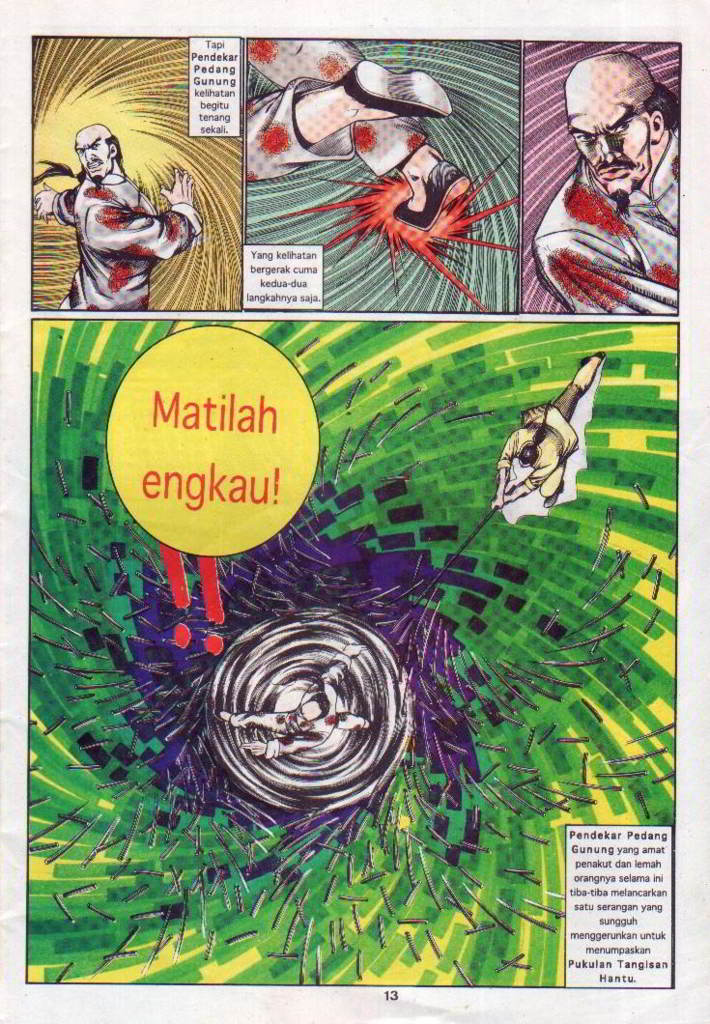 Tapi
Pendekar
Pedang
Gunung
kelihatan
begitu
tenang
sekali.
Yang kelihatan
bergerak cuma
kedua-dua
langkahnya saja.
Matilah
engkau!
!!
Pendekar Pedang
Gunung yang amat
penakut dan lemah
orangnya selama ini
tiba-tiba melancarkan
satu serangan yang
sungguh
menggerunkan untuk
menumpaskan
Pukulan Tangisan
Hantu.
13